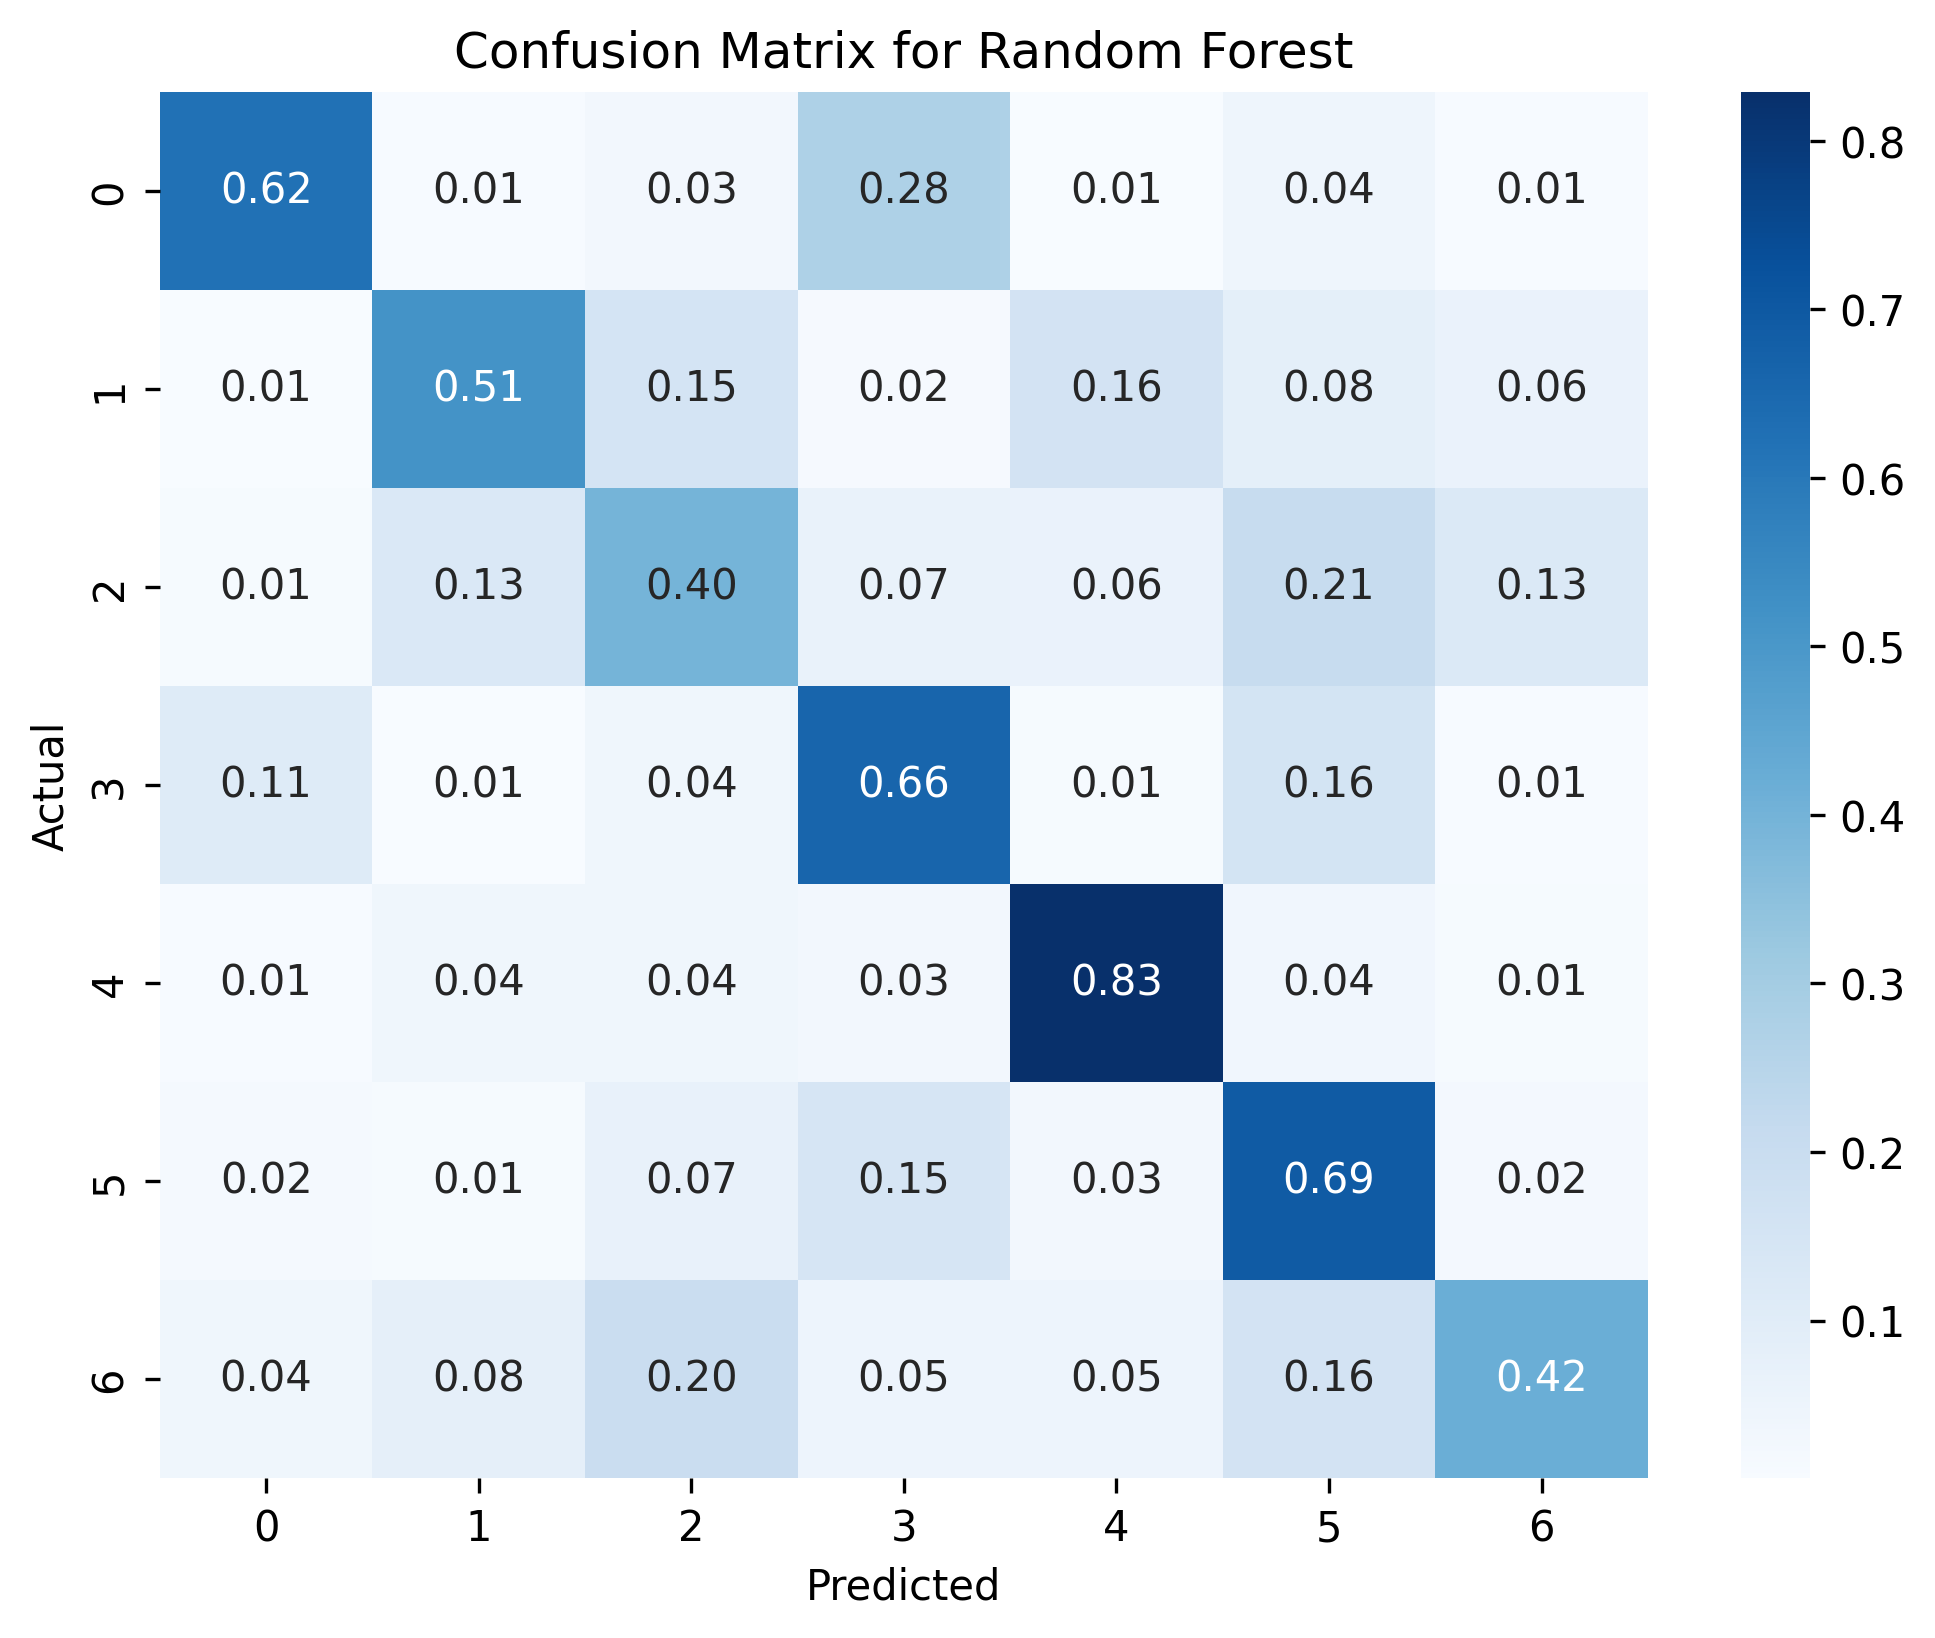 Confusion Matrix for Random Forest
0 0.62 0.01 0.03 0.28 0.01 0.04 0.01
1 0.01 0.51 0.15 0.02 0.16 0.08 0.06
2 0.01 0.13 0.40 0.07 0.06 0.21 0.13
3 0.11 0.01 0.04 0.66 0.01 0.16 0.01
4 0.01 0.04 0.04 0.03 0.83 0.04 0.01
5 0.02 0.01 0.07 0.15 0.03 0.69 0.02
6 0.04 0.08 0.20 0.05 0.05 0.16 0.42
0 1 2 3 4 5 6
Predicted
Actual
0.8
0.7
0.6
0.5
0.4
0.3
0.2
0.1